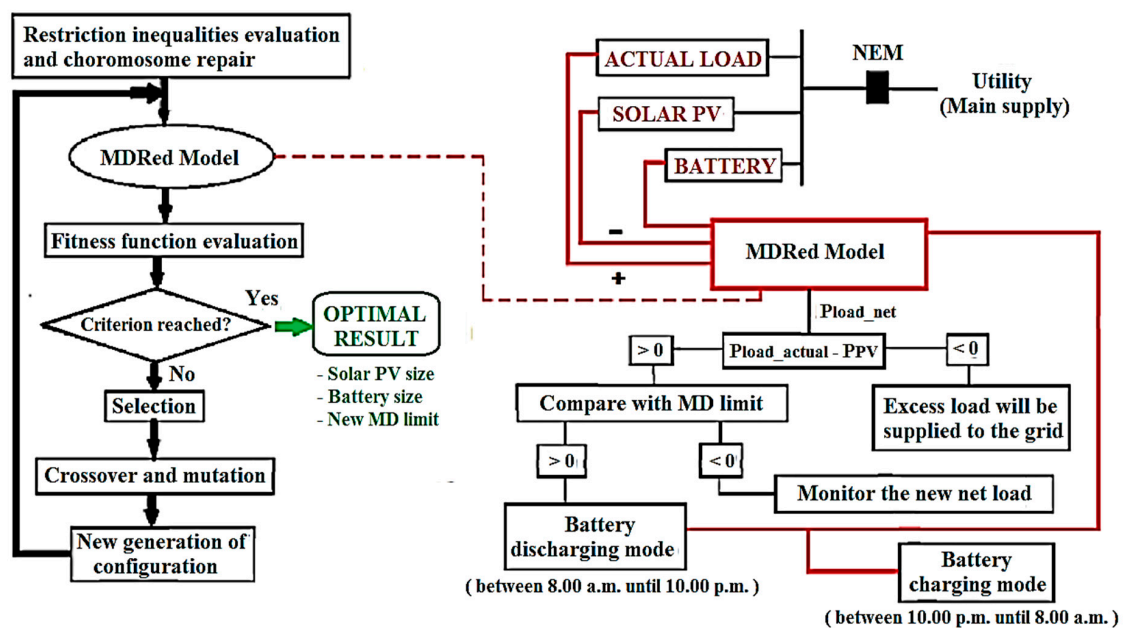 Restriction inequalities evaluation
and choromosome repair
MDRed Model
Fitness function evaluation
Criterion reached?
Yes
OPTIMAL
RESULT
- Solar PV size
- Battery size
- New MD limit
No
Selection
Crossover and mutation
New generation of
configuration
ACTUAL LOAD
SOLAR PV
BATTERY
NEM
Utility
(Main supply)
-
+
MDRed Model
Pload_net
Pload_actual - PPV
> 0
< 0
Compare with MD limit
Excess load will be
supplied to the grid
> 0
< 0
Monitor the new net load
Battery
discharging mode
( between 8.00 a.m. until 10.00 p.m. )
Battery
charging mode
( between 10.00 p.m. until 8.00 a.m. )